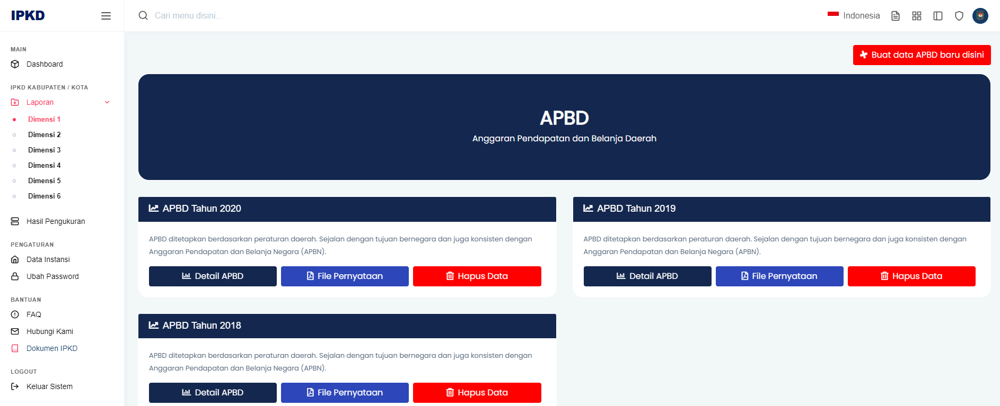 IPKD
Cari menu disini...
Indonesia
MAIN
Dashboard
IPKD KABUPATEN / KOTA
Laporan
Dimensi 1
Dimensi 2
Dimensi 3
Dimensi 4
Dimensi 5
Dimensi 6
Hasil Pengukuran
PENGATURAN
Data Instansi
Ubah Password
BANTUAN
FAQ
Hubungi Kami
Dokumen IPKD
LOGOUT
Keluar Sistem
Buat data APBD baru disini
APBD
Anggaran Pendapatan dan Belanja Daerah
APBD Tahun 2020
APBD ditetapkan berdasarkan peraturan daerah. Sejalan dengan tujuan bernegara dan juga konsisten dengan
Anggaran Pendapatan dan Belanja Negara (APBN).
Detail APBD
File Pernyataan
Hapus Data
APBD Tahun 2019
APBD ditetapkan berdasarkan peraturan daerah. Sejalan dengan tujuan bernegara dan juga konsisten dengan
Anggaran Pendapatan dan Belanja Negara (APBN).
Detail APBD
File Pernyataan
Hapus Data
APBD Tahun 2018
APBD ditetapkan berdasarkan peraturan daerah. Sejalan dengan tujuan bernegara dan juga konsisten dengan
Anggaran Pendapatan dan Belanja Negara (APBN).
Detail APBD
File Pernyataan
Hapus Data